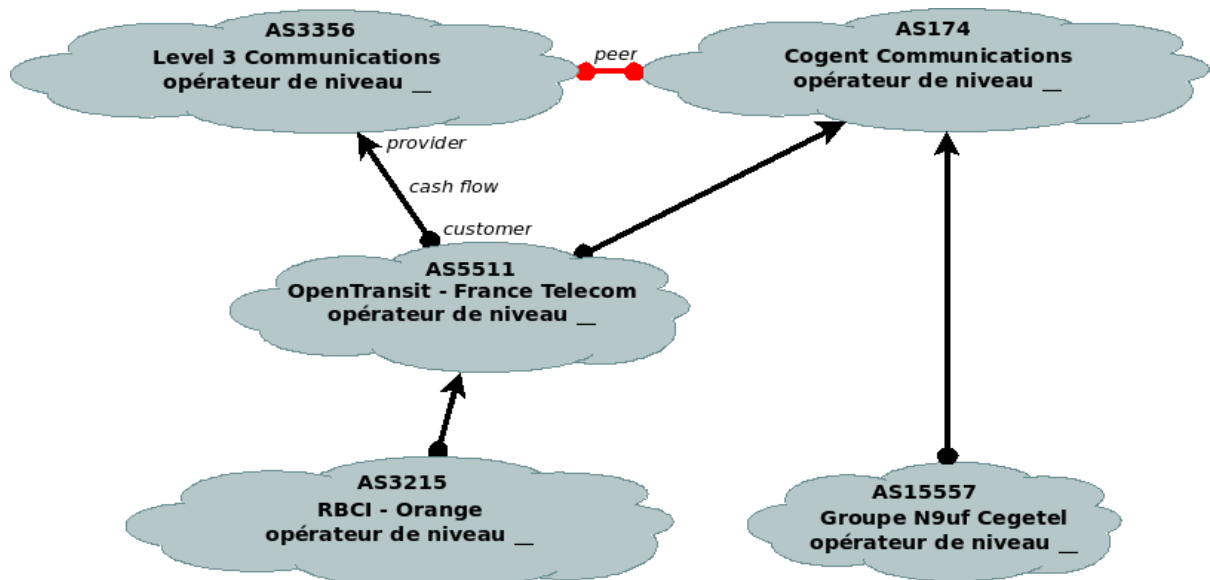 AS3356
Level 3 Communications
opérateur de niveau __
peer
AS174
Cogent Communications
opérateur de niveau __
provider
cash flow
customer
AS5511
OpenTransit - France Telecom
opérateur de niveau __
AS3215
RBCI - Orange
opérateur de niveau __
AS15557
Groupe N9uf Cegetel
opérateur de niveau __